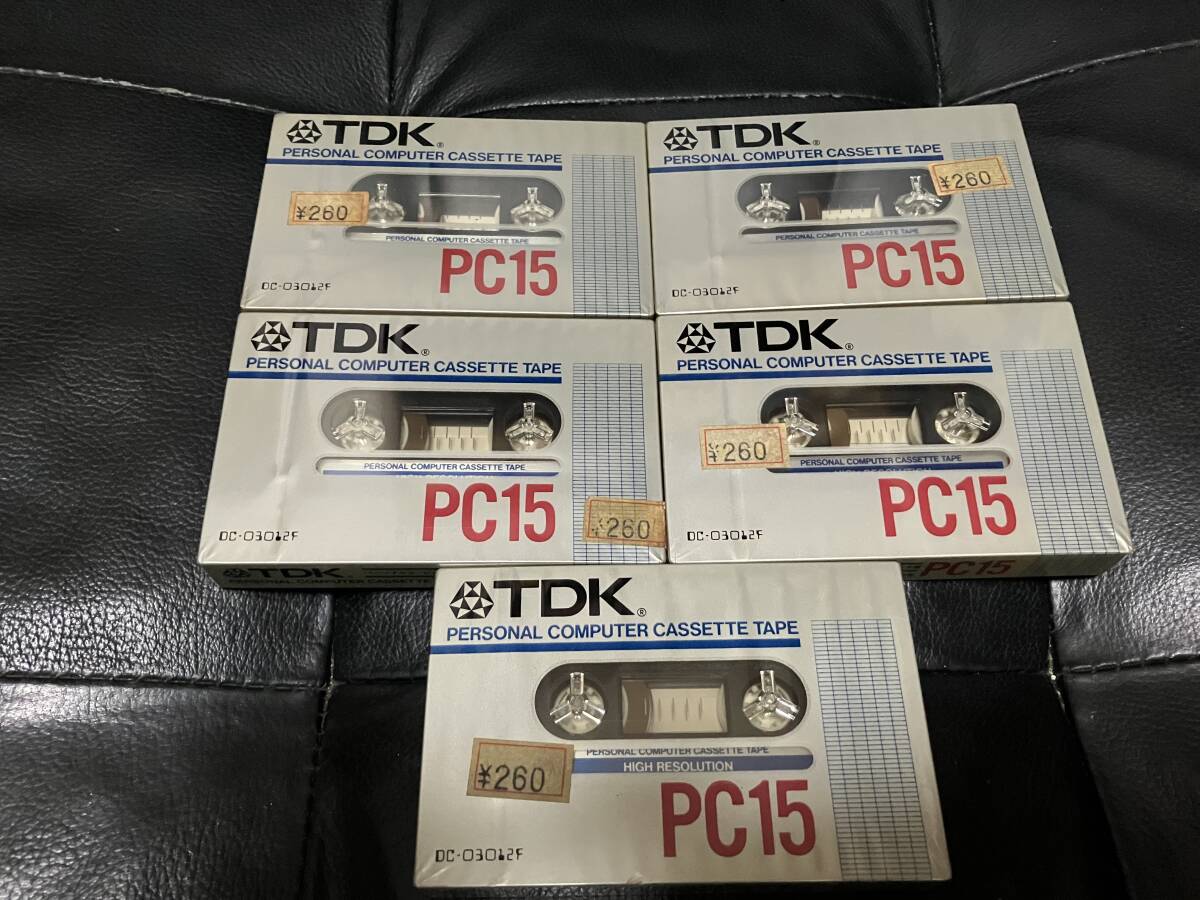 TDK®
PERSONAL COMPUTER CASSETTE TAPE
¥260
PERSONAL COMPUTER CASSETTE TAPE
PC15
DC-03012F
TDK®
PERSONAL COMPUTER CASSETTE TAPE
¥260
PERSONAL COMPUTER CASSETTE TAPE
PC15
DC-03012F
TDK®
PERSONAL COMPUTER CASSETTE TAPE
PERSONAL COMPUTER CASSETTE TAPE
PC15
¥260
DC-03012F
TDK.
TDK®
PERSONAL COMPUTER CASSETTE TAPE
¥260
PERSONAL COMPUTER CASSETTE TAPE
HIGH RESOLUTION
PC15
DC-03012F
PC15
TDK®
PERSONAL COMPUTER CASSETTE TAPE
PERSONAL COMPUTER CASSETTE TAPE
HIGH RESOLUTION
¥260
PC15
DC-03012F